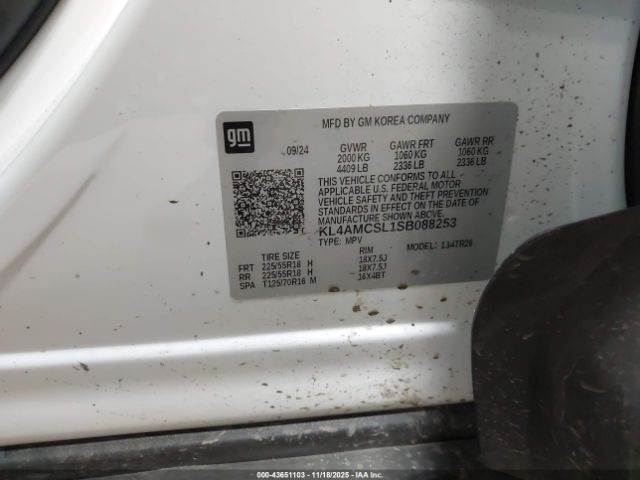 MFD BY GM KOREA COMPANY
gm
09/24
GVWR GAWR FRT GAWR RR
2000 KG 1060 KG 1060 KG
4409 LB 2336 LB 2336 LB
THIS VEHICLE CONFORMS TO ALL
APPLICABLE U.S. FEDERAL MOTOR
VEHICLE SAFETY AND THEFT PREVENTION
STANDARDS IN EFFECT ON THE DATE OF
MANUFACTURE SHOWN ABOVE.
KL4AMCSL1SB088253
TYPE: MPV MODEL: 134TR26
TIRE SIZE RIM
FRT 225/55R18 H 18X7.5J
RR 225/55R18 H 18X7.5J
SPA T125/70R16 M 16X4BT
000-43651103 - 11/18/2025 - IAAI.COM